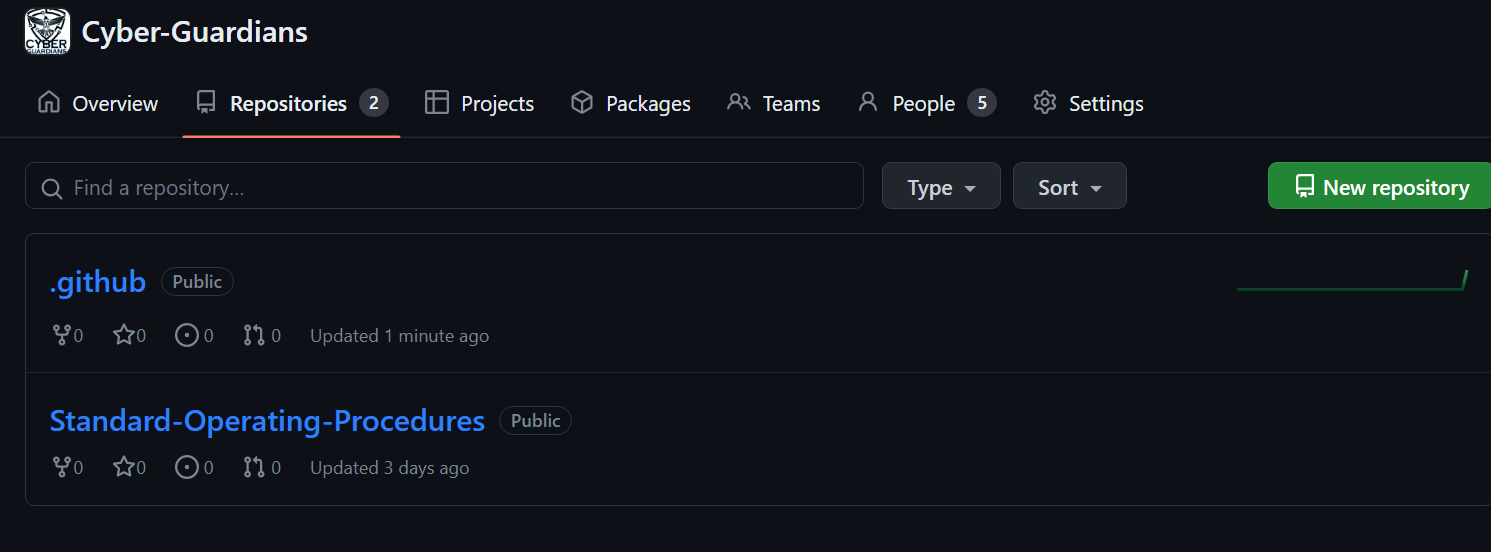 CYBER
GUARDIANS
Cyber-Guardians
Overview Repositories 2 Projects Packages Teams People 5 Settings
Find a repository... Type Sort New repository
.github Public
0 0 0 0 Updated 1 minute ago
Standard-Operating-Procedures Public
0 0 0 0 Updated 3 days ago